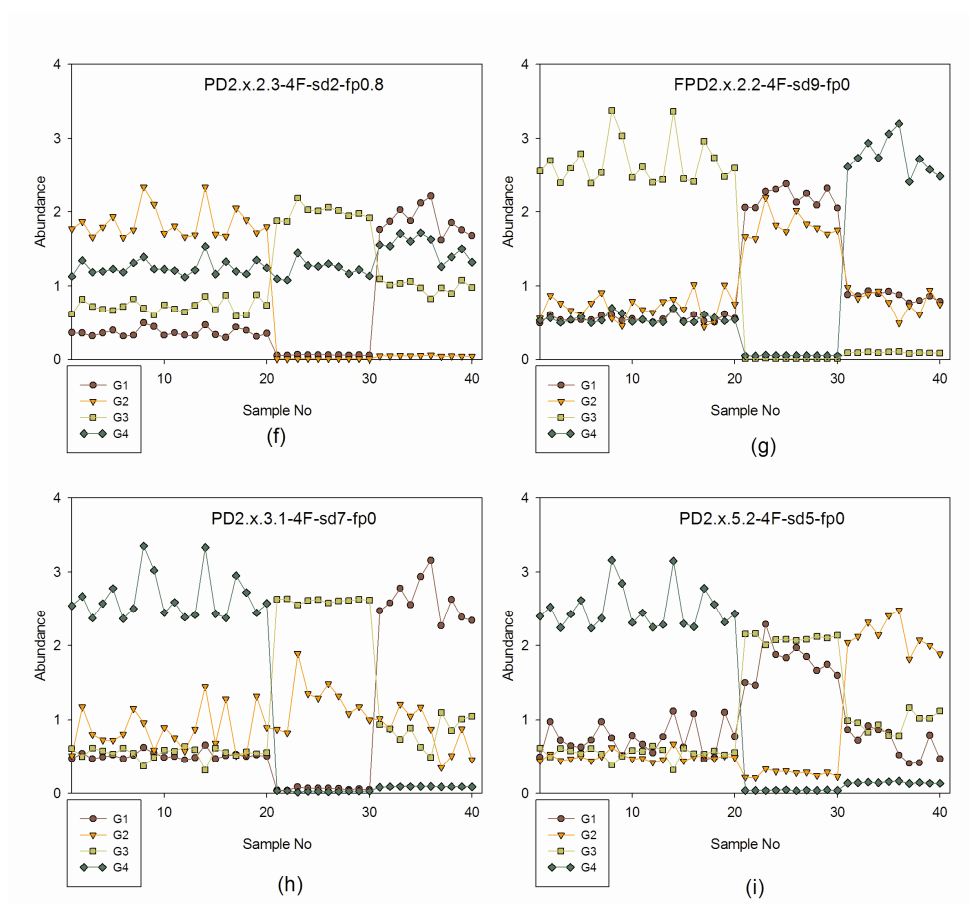 PD2.x.2.3-4F-sd2-fp0.8
4
3
2
1
0
Abundance
10
20
30
40
G1
G2
G3
G4
Sample No
(f)
FPD2.x.2.2-4F-sd9-fp0
4
3
2
1
0
Abundance
10
20
30
40
G1
G2
G3
G4
Sample No
(g)
PD2.x.3.1-4F-sd7-fp0
4
3
2
1
0
Abundance
10
20
30
40
G1
G2
G3
G4
Sample No
(h)
PD2.x.5.2-4F-sd5-fp0
4
3
2
1
0
Abundance
10
20
30
40
G1
G2
G3
G4
Sample No
(i)